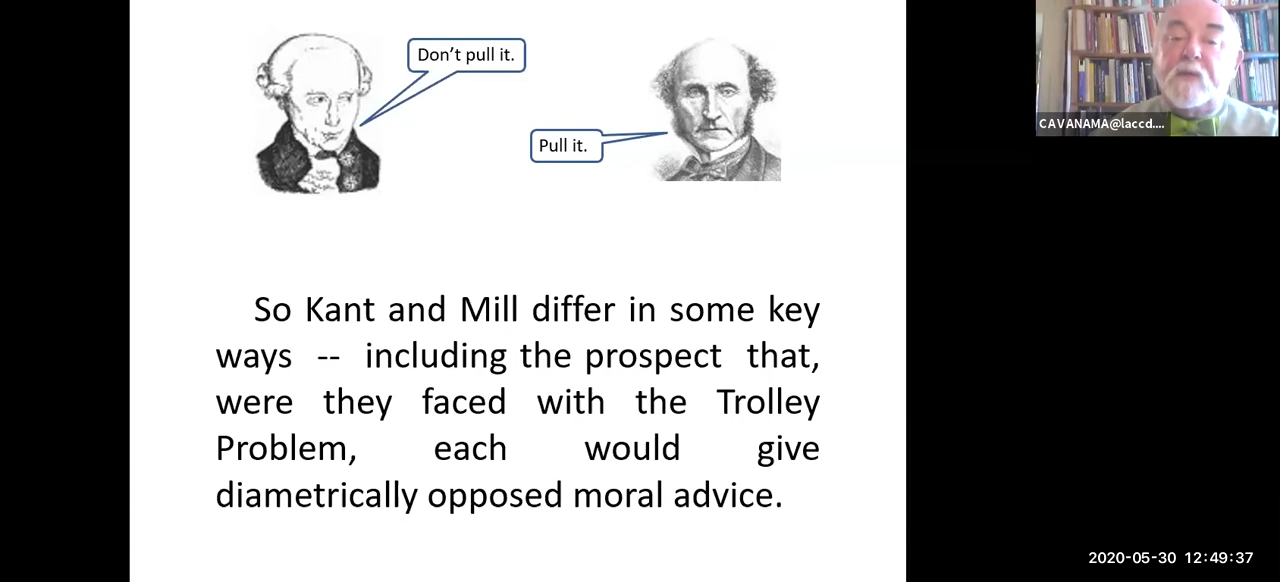 Don't pull it.
Pull it.
So Kant and Mill differ in some key
ways -- including the prospect that,
were they faced with the Trolley
Problem, each would give
diametrically opposed moral advice.
CAVANAMA@laccd....
2020-05-30 12:49:37